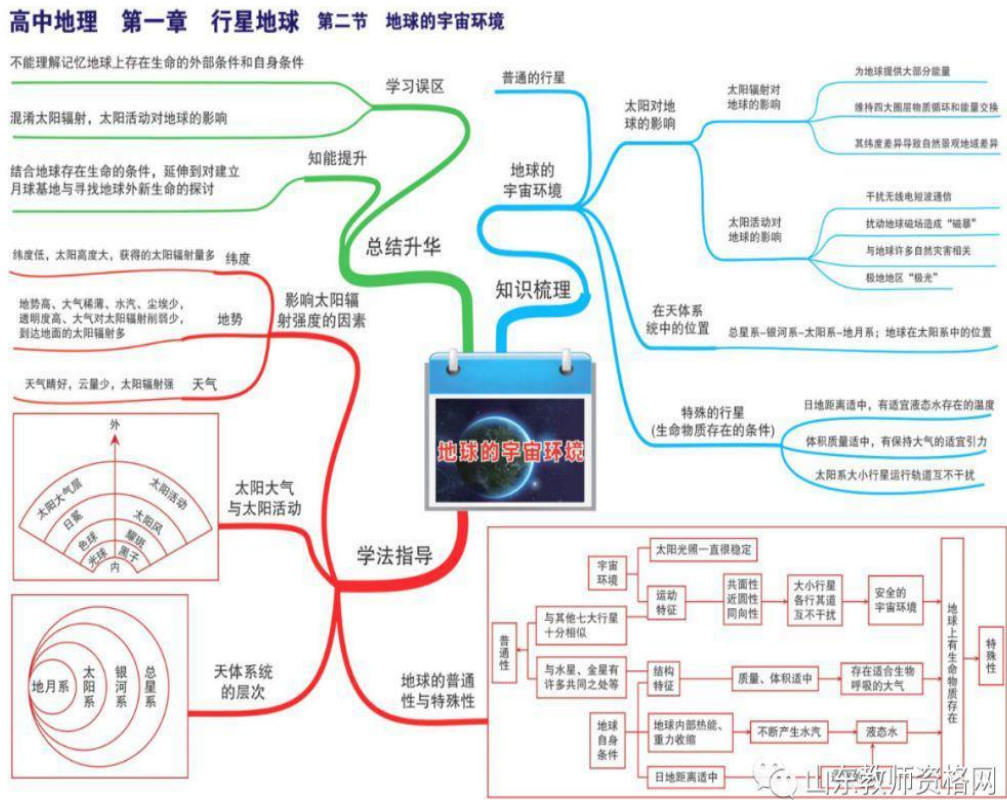 高中地理 第一章 行星地球 第二节 地球的宇宙环境
不能理解记忆地球上存在生命的外部条件和自身条件
学习误区
混淆太阳辐射，太阳活动对地球的影响
知能提升
结合地球存在生命的条件，延伸到对建立
月球基地与寻找地球外新生命的探讨
总结升华
普通的行星
地球的
宇宙环境
知识梳理
太阳对地
球的影响
太阳辐射对
地球的影响
为地球提供大部分能量
维持四大圈层物质循环和能量交换
其纬度差异导致自然景观地域差异
太阳活动对
地球的影响
干扰无线电短波通信
扰动地球磁场造成“磁暴”
与地球许多自然灾害相关
极地地区“极光”
在天体系
统中的位置
总星系–银河系–太阳系–地月系；地球在太阳系中的位置
特殊的行星
(生命物质存在的条件)
日地距离适中，有适宜液态水存在的温度
体积质量适中，有保持大气的适宜引力
太阳系大小行星运行轨道互不干扰
地球的宇宙环境
纬度低，太阳高度大，获得的太阳辐射量多
纬度
影响太阳辐
射强度的因素
地势高、大气稀薄、水汽、尘埃少，
透明度高、大气对太阳辐射削弱少，
到达地面的太阳辐射多
地势
天气晴好，云量少，太阳辐射强
天气
外
太阳大气层
太阳活动
日冕
太阳风
色球
耀斑
光球
黑子
内
太阳大气
与太阳活动
学法指导
地月系
太阳系
银河系
总星系
天体系统
的层次
地球的普通
性与特殊性
普通性
与其他七大行星
十分相似
与水星、金星有
许多共同之处等
宇宙
环境
太阳光照一直很稳定
运动
特征
共面性
近圆性
同向性
大小行星
各行其道
互不干扰
安全的
宇宙环境
结构
特征
质量、体积适中
存在适合生物
呼吸的大气
地球
自身
条件
地球内部热能、
重力收缩
不断产生水汽
液态水
日地距离适中
地球上有生命物质存在
特殊性
山东教师资格网